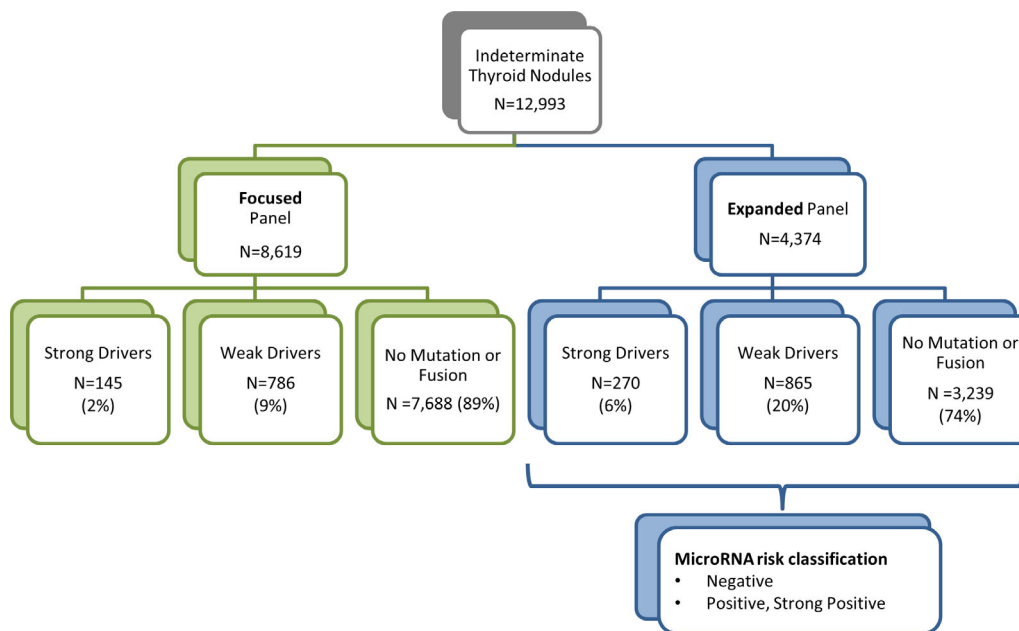 Indeterminate
Thyroid Nodules
N=12,993
Focused
Panel
N=8,619
Expanded Panel
N=4,374
Strong Drivers
N=145
(2%)
Weak Drivers
N=786
(9%)
No Mutation or
Fusion
N =7,688 (89%)
Strong Drivers
N=270
(6%)
Weak Drivers
N=865
(20%)
No Mutation or
Fusion
N =3,239
(74%)
MicroRNA risk classification
• Negative
• Positive, Strong Positive